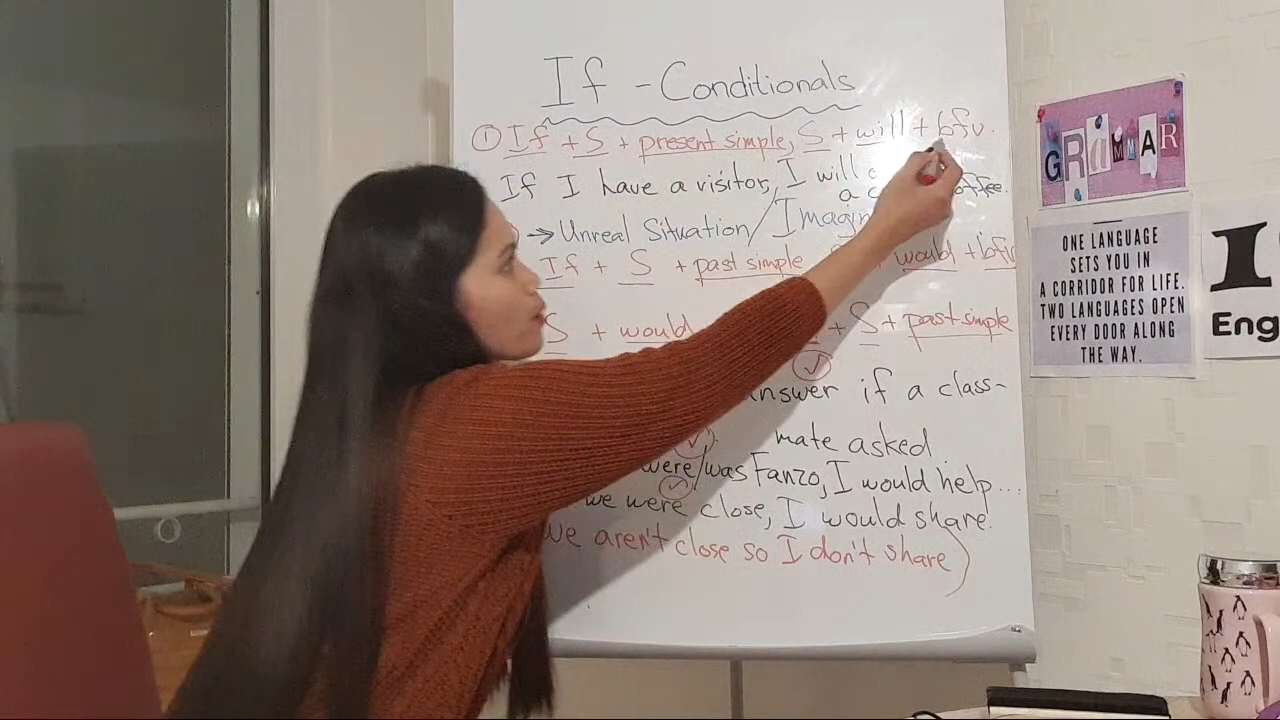 If - Conditionals
① If + S + present simple, S + will + bfv.
If I have a visitor, I will
a coffee.
→ Unreal Situation /
If + S + past simple would + bfv
S + would + S + past simple
answer if a class-
mate asked
were/was Fanzo, I would help...
we were close, I would share.
We aren't close so I don't share)
GRAMMAR
ONE LANGUAGE
SETS YOU IN
A CORRIDOR FOR LIFE.
TWO LANGUAGES OPEN
EVERY DOOR ALONG
THE WAY.
I
Eng